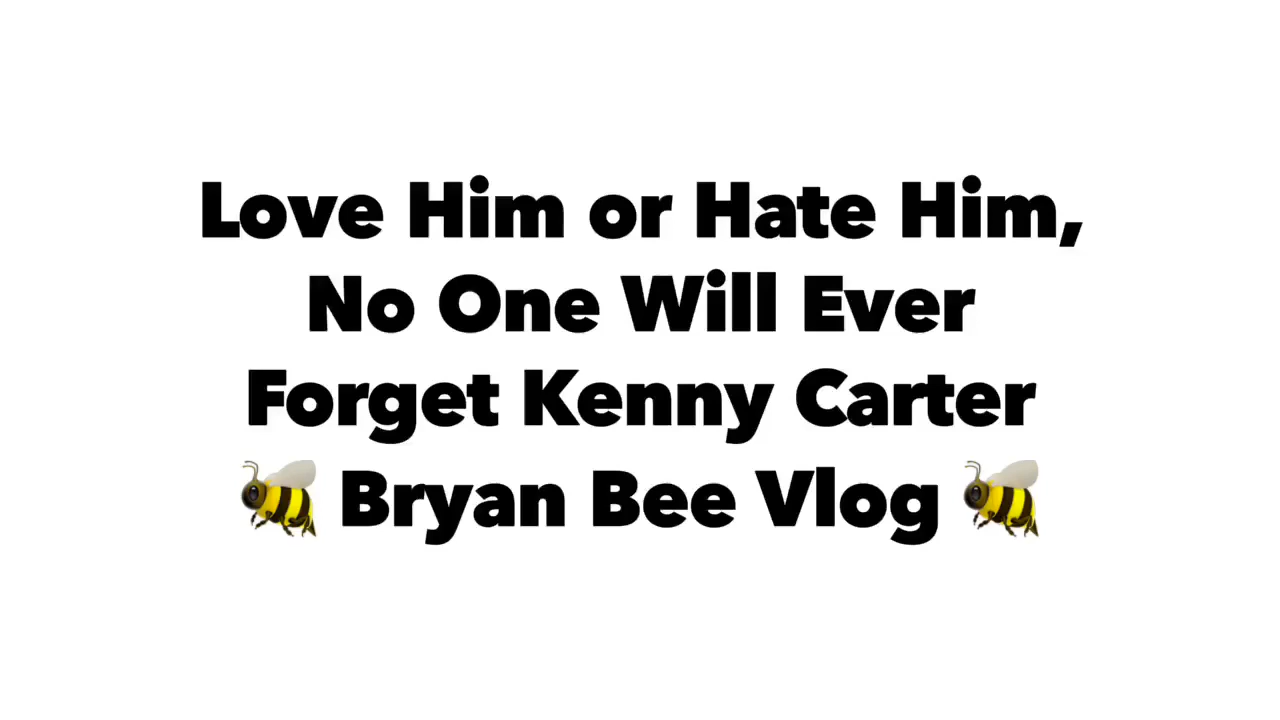 Love Him or Hate Him,
No One Will Ever
Forget Kenny Carter
🐝 Bryan Bee Vlog 🐝